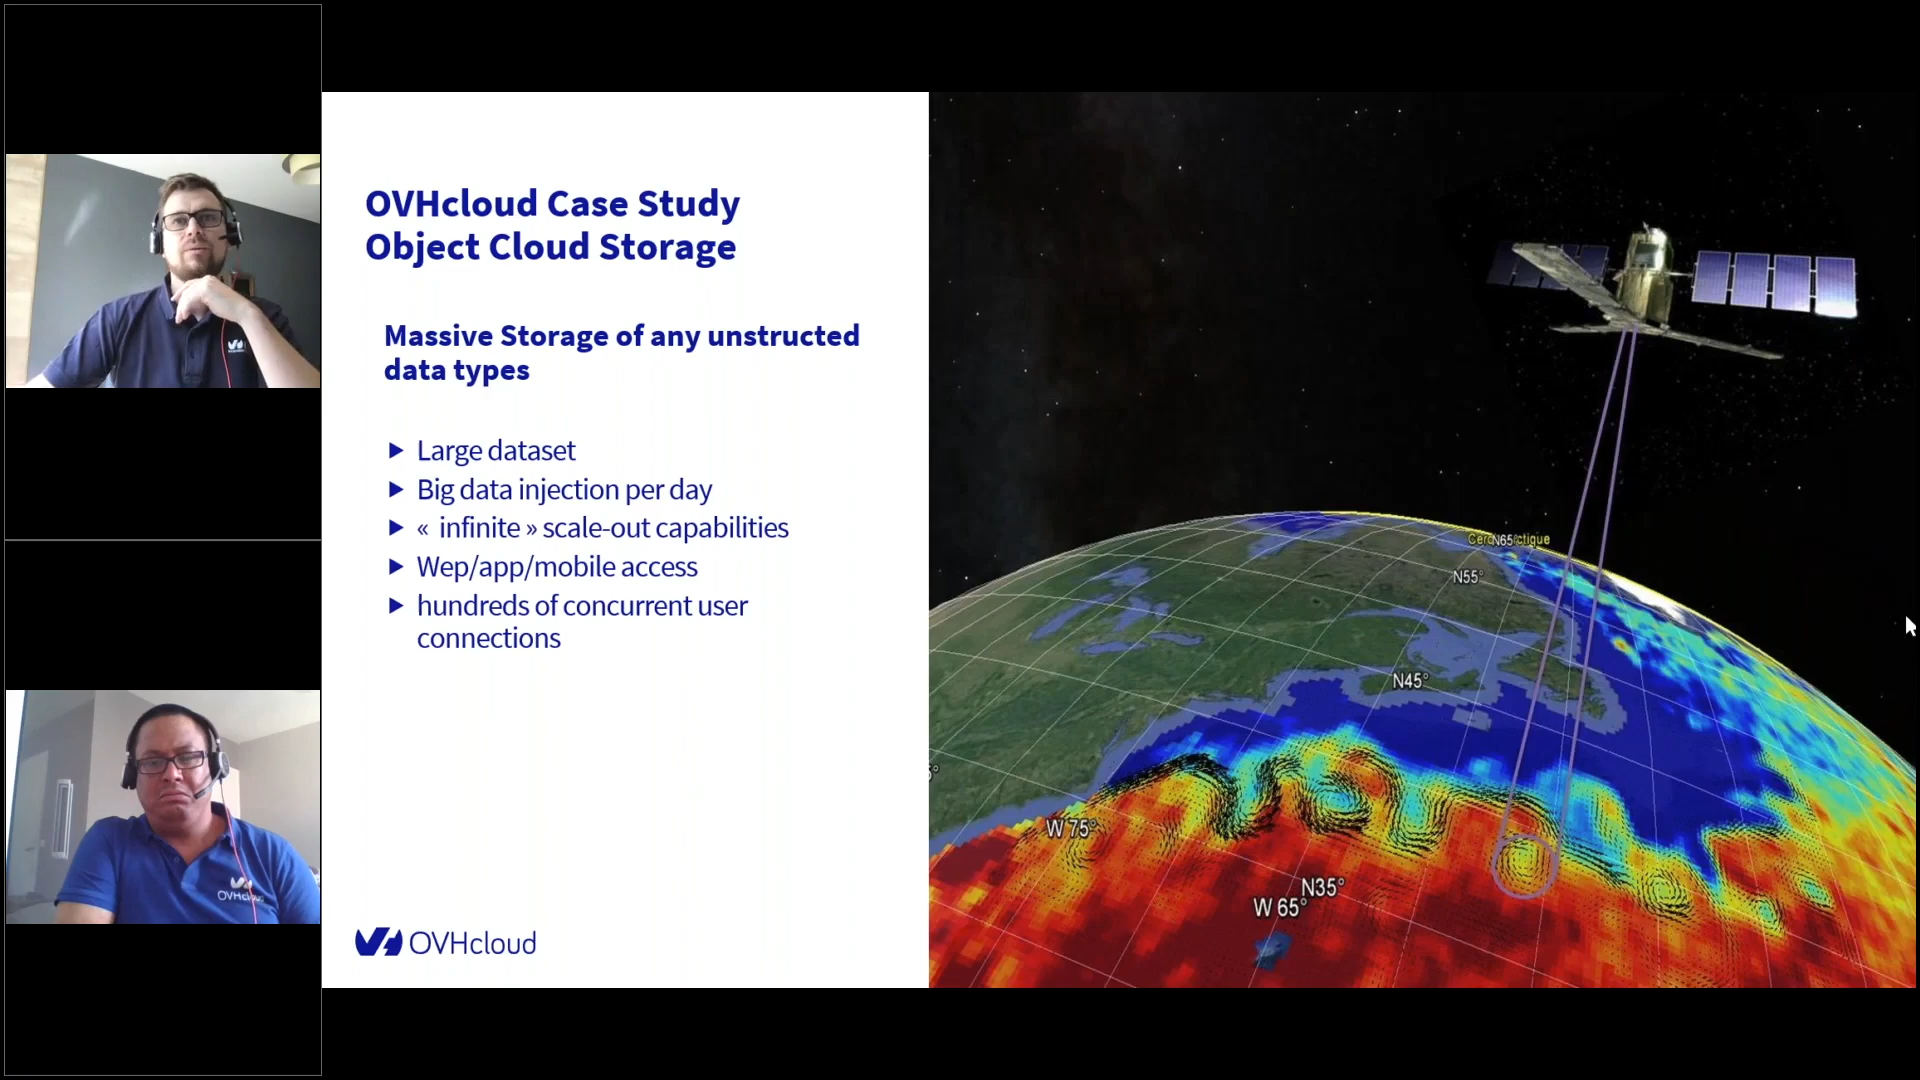 OVHcloud Case Study
Object Cloud Storage
Massive Storage of any unstructed
data types
Large dataset
Big data injection per day
« infinite » scale-out capabilities
Wep/app/mobile access
hundreds of concurrent user
connections
OVHcloud
N65°
N55°
N45°
W 75°
N35°
W 65°